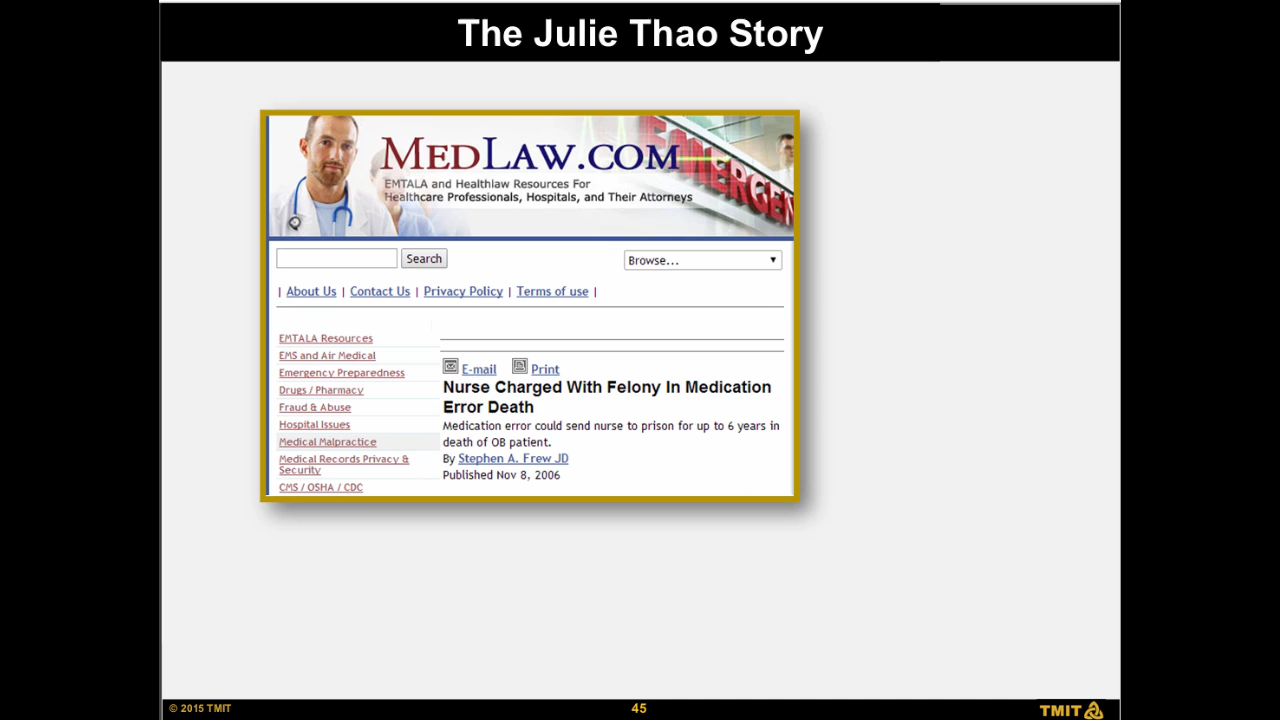 The Julie Thao Story
MEDLAW.COM
EMTALA and Healthlaw Resources For
Healthcare Professionals, Hospitals, and Their Attorneys
EMERGEN
Search
Browse...
| About Us | Contact Us | Privacy Policy | Terms of use |
EMTALA Resources
EMS and Air Medical
Emergency Preparedness
Drugs / Pharmacy
Fraud & Abuse
Hospital Issues
Medical Malpractice
Medical Records Privacy &
Security
CMS / OSHA / CDC
E-mail Print
Nurse Charged With Felony In Medication
Error Death
Medication error could send nurse to prison for up to 6 years in
death of OB patient.
By Stephen A. Frew JD
Published Nov 8, 2006
© 2015 TMIT
45
TMIT